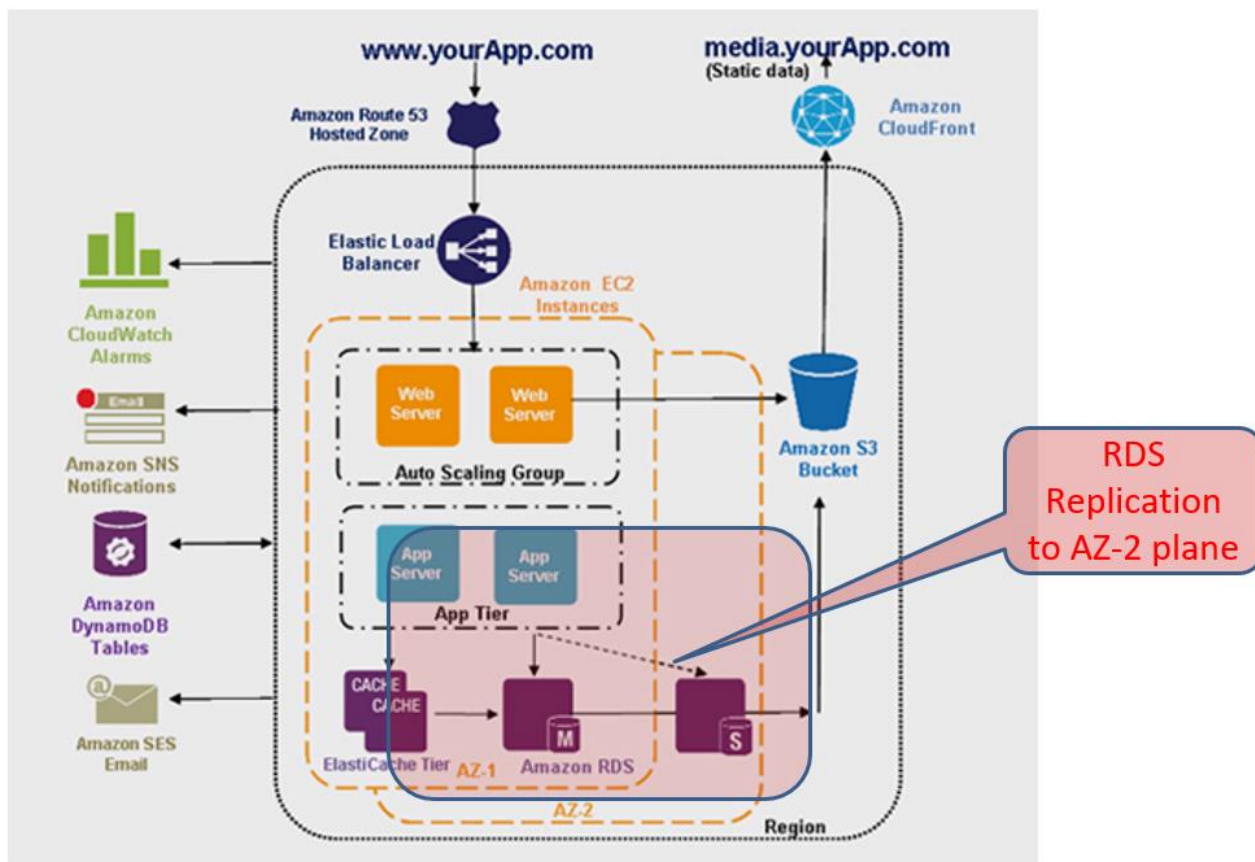 www.yourApp.com
media.yourApp.com
(Static data)
Amazon Route 53
Hosted Zone
Amazon
CloudFront
Elastic Load
Balancer
Amazon EC2
Instances
Amazon
CloudWatch
Alarms
Web
Server
Web
Server
Auto Scaling Group
Email
Amazon SNS
Notifications
Amazon S3
Bucket
RDS
Replication
to AZ-2 plane
App
Server
App
Server
App Tier
Amazon
DynamoDB
Tables
CACHE
CACHE
M
S
@
Amazon SES
Email
ElastiCache Tier
Amazon RDS
AZ-1
AZ-2
Region